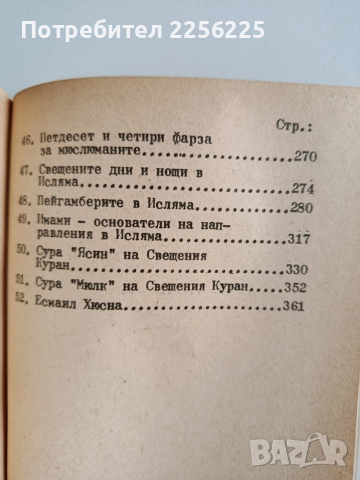 Потребител 2256225
Стр.:
46. Петдесет и четири фарза
за мюслюманите................270
47. Свещените дни и нощи в
Исляма.......................274
48. Пейгамберите в Исляма.......280
49. Имами - основатели на нап-
равления в Исляма............317
50. Сура "Ясин" на Свещения
Куран........................330
51. Сура "Мюлк" на Свещения Куран..352
52. Есмаил Хюсна.................361
BAZAR
bg